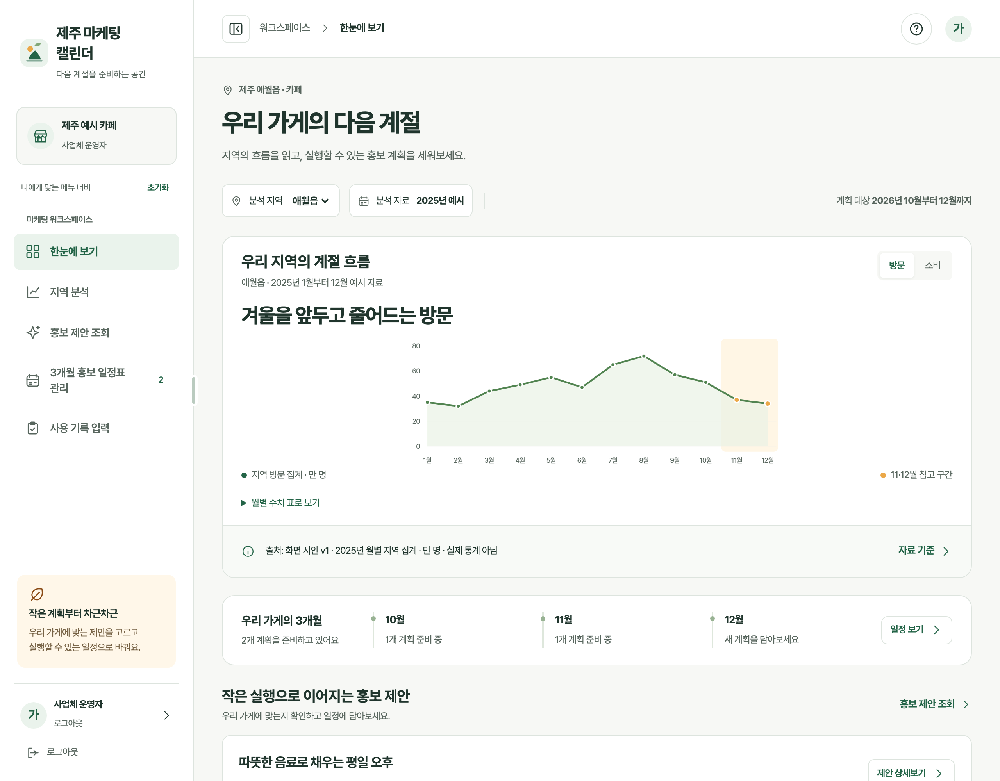 제주 마케팅
캘린더
다음 계절을 준비하는 공간
제주 예시 카페
사업체 운영자
나에게 맞는 메뉴 너비
초기화
마케팅 워크스페이스
한눈에 보기
지역 분석
홍보 제안 조회
3개월 홍보 일정표
관리
2
사용 기록 입력
작은 계획부터 차근차근
우리 가게에 맞는 제안을 고르고
실행할 수 있는 일정으로 바꿔요.
가
사업체 운영자
로그아웃
로그아웃
워크스페이스
한눈에 보기
가
제주 애월읍 · 카페
우리 가게의 다음 계절
지역의 흐름을 읽고, 실행할 수 있는 홍보 계획을 세워보세요.
분석 지역 애월읍
분석 자료 2025년 예시
계획 대상 2026년 10월부터 12월까지
우리 지역의 계절 흐름
방문
소비
애월읍 · 2025년 1월부터 12월 예시 자료
겨울을 앞두고 줄어드는 방문
80
60
40
20
0
1월 2월 3월 4월 5월 6월 7월 8월 9월 10월 11월 12월
지역 방문 집계 · 만 명
11·12월 참고 구간
월별 수치 표로 보기
출처: 화면 시안 v1 · 2025년 월별 지역 집계 · 만 명 · 실제 통계 아님
자료 기준
우리 가게의 3개월
2개 계획을 준비하고 있어요
10월
1개 계획 준비 중
11월
1개 계획 준비 중
12월
새 계획을 담아보세요
일정 보기
작은 실행으로 이어지는 홍보 제안
우리 가게에 맞는지 확인하고 일정에 담아보세요.
홍보 제안 조회
따뜻한 음료로 채우는 평일 오후
제안 상세보기